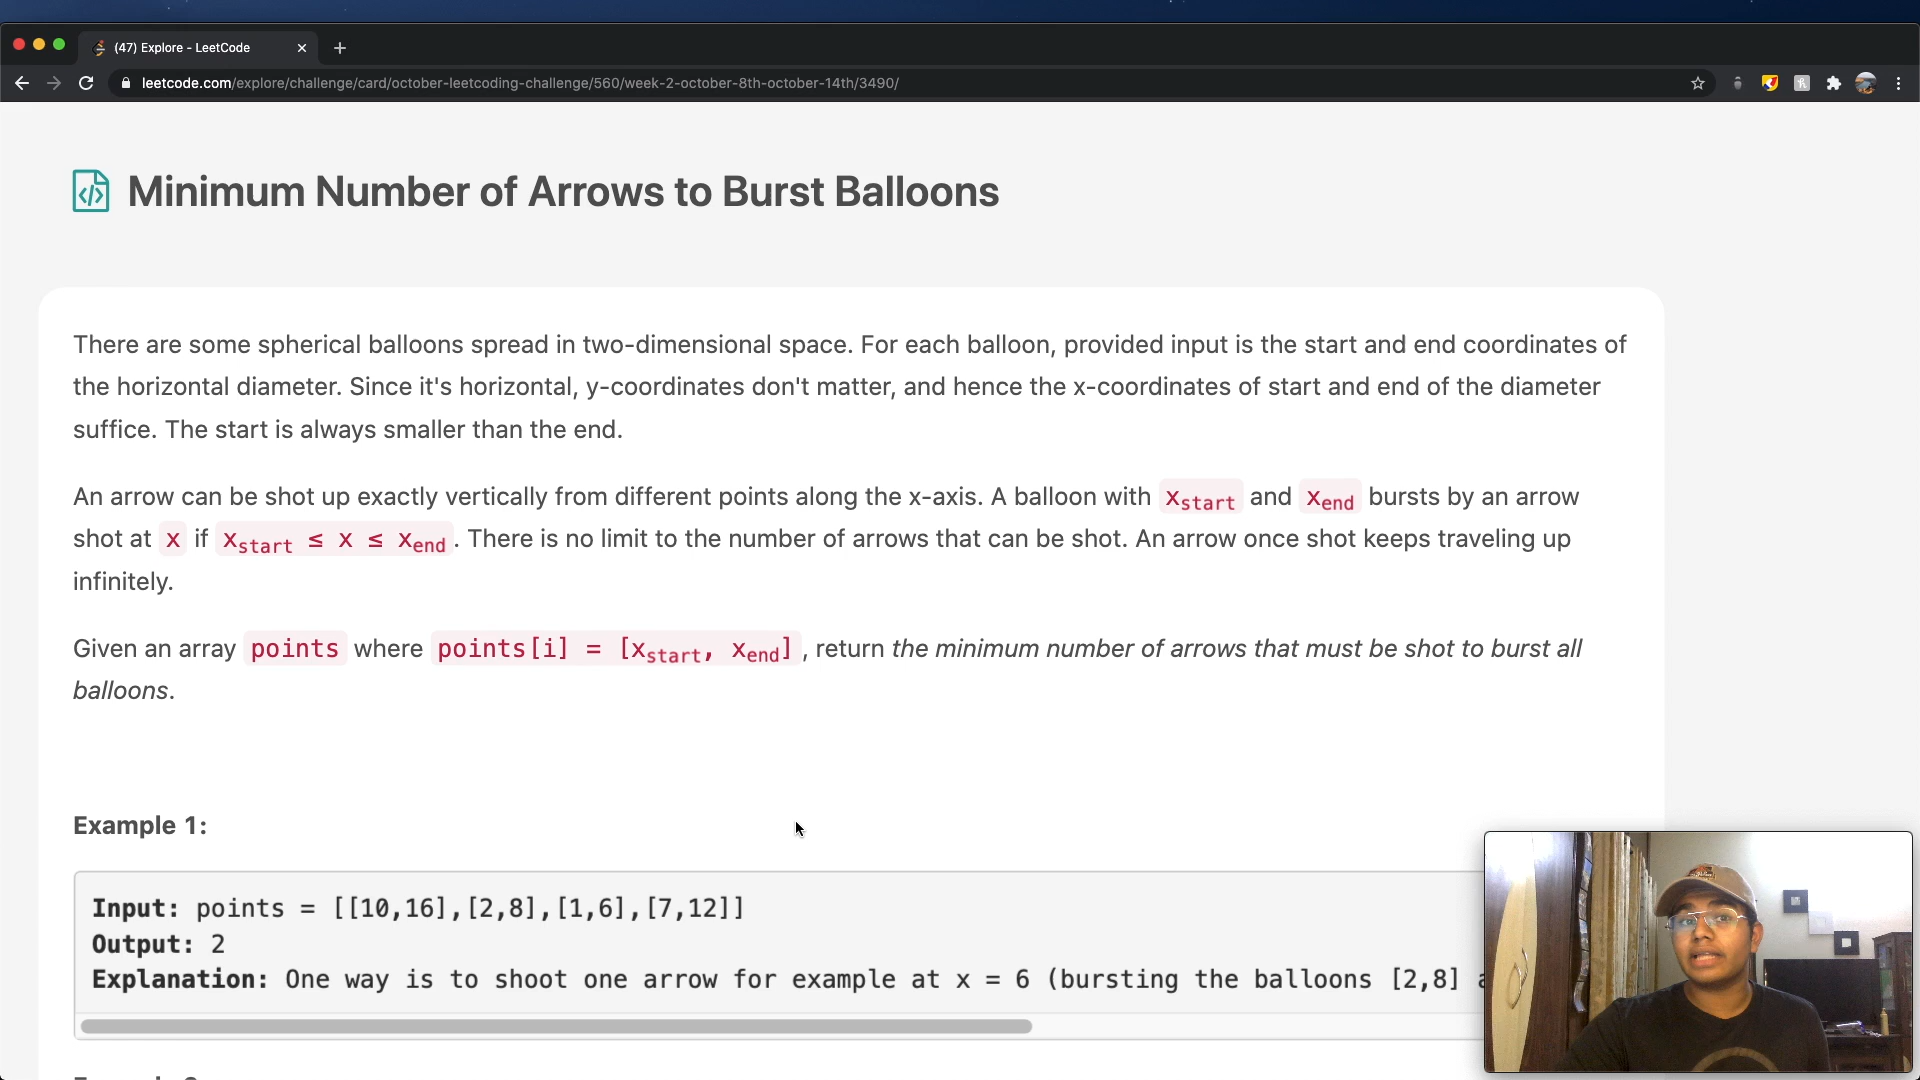 (47) Explore - LeetCode
leetcode.com/explore/challenge/card/october-leetcoding-challenge/560/week-2-october-8th-october-14th/3490/
Minimum Number of Arrows to Burst Balloons
There are some spherical balloons spread in two-dimensional space. For each balloon, provided input is the start and end coordinates of
the horizontal diameter. Since it's horizontal, y-coordinates don't matter, and hence the x-coordinates of start and end of the diameter
suffice. The start is always smaller than the end.
An arrow can be shot up exactly vertically from different points along the x-axis. A balloon with xstart and xend bursts by an arrow
shot at x if xstart ≤ x ≤ xend. There is no limit to the number of arrows that can be shot. An arrow once shot keeps traveling up
infinitely.
Given an array points where points[i] = [xstart, xend], return the minimum number of arrows that must be shot to burst all
balloons.
Example 1:
Input: points = [[10,16],[2,8],[1,6],[7,12]]
Output: 2
Explanation: One way is to shoot one arrow for example at x = 6 (bursting the balloons [2,8]